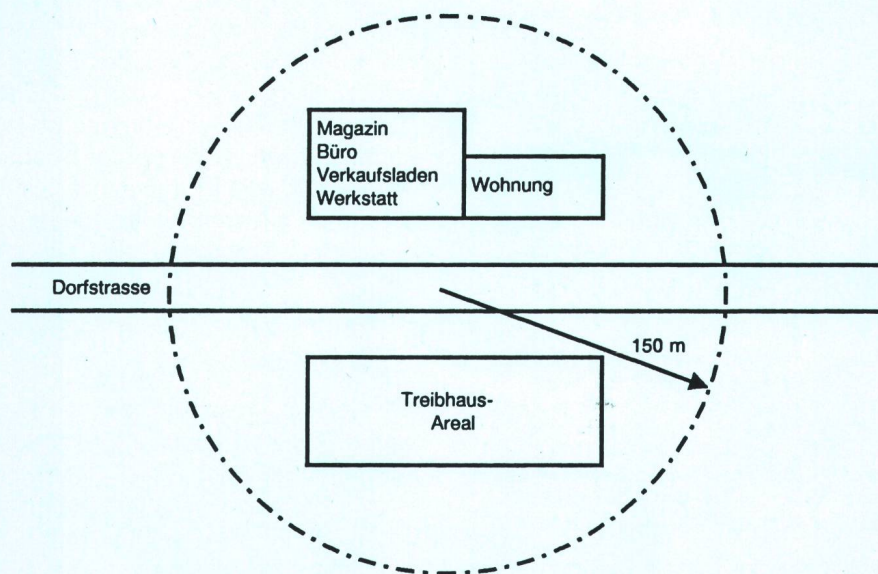 Magazin
Büro
Verkaufsladen
Werkstatt
Wohnung
Dorfstrasse
150 m
Treibhaus-
Areal